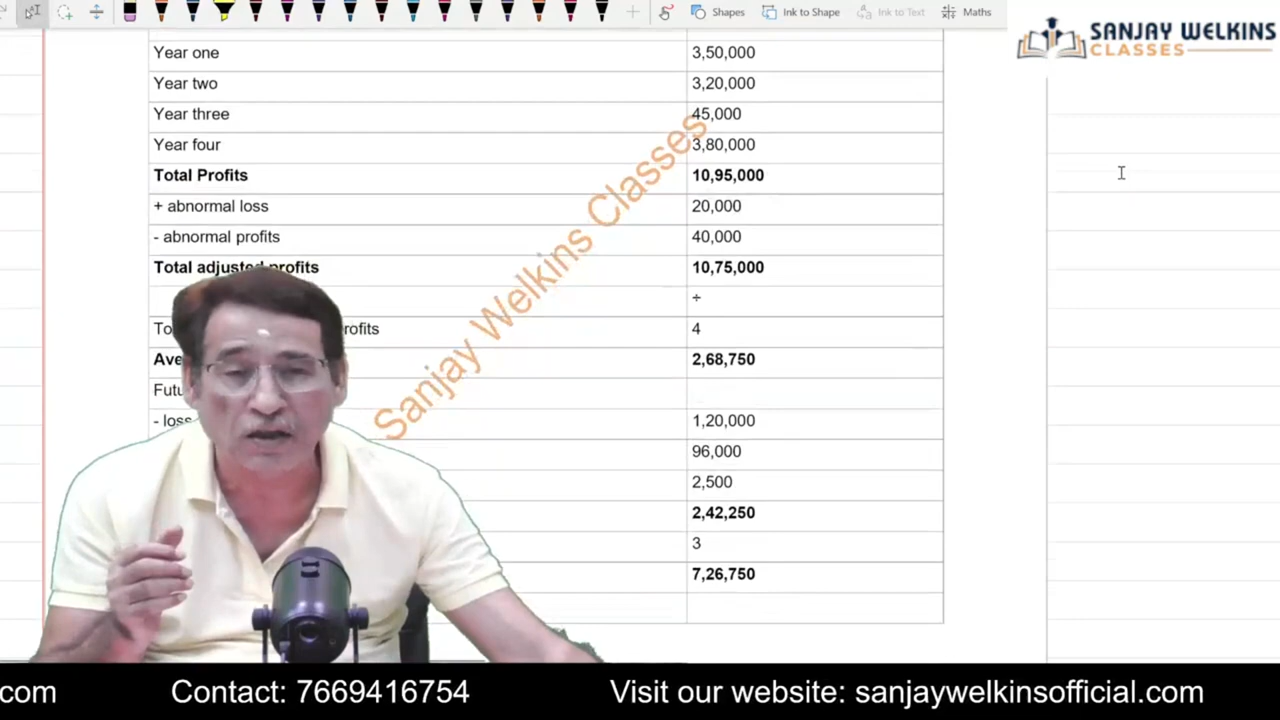 Shapes Ink to Shape Ink to Text Maths
SANJAY WELKINS
CLASSES
Year one 3,50,000
Year two 3,20,000
Year three 45,000
Year four 3,80,000
Total Profits 10,95,000
+ abnormal loss 20,000
- abnormal profits 40,000
Total adjusted profits 10,75,000
÷
4
2,68,750
- loss 1,20,000
96,000
2,500
2,42,250
3
7,26,750
Sanjay Welkins Classes
.com Contact: 7669416754 Visit our website: sanjaywelkinsofficial.com